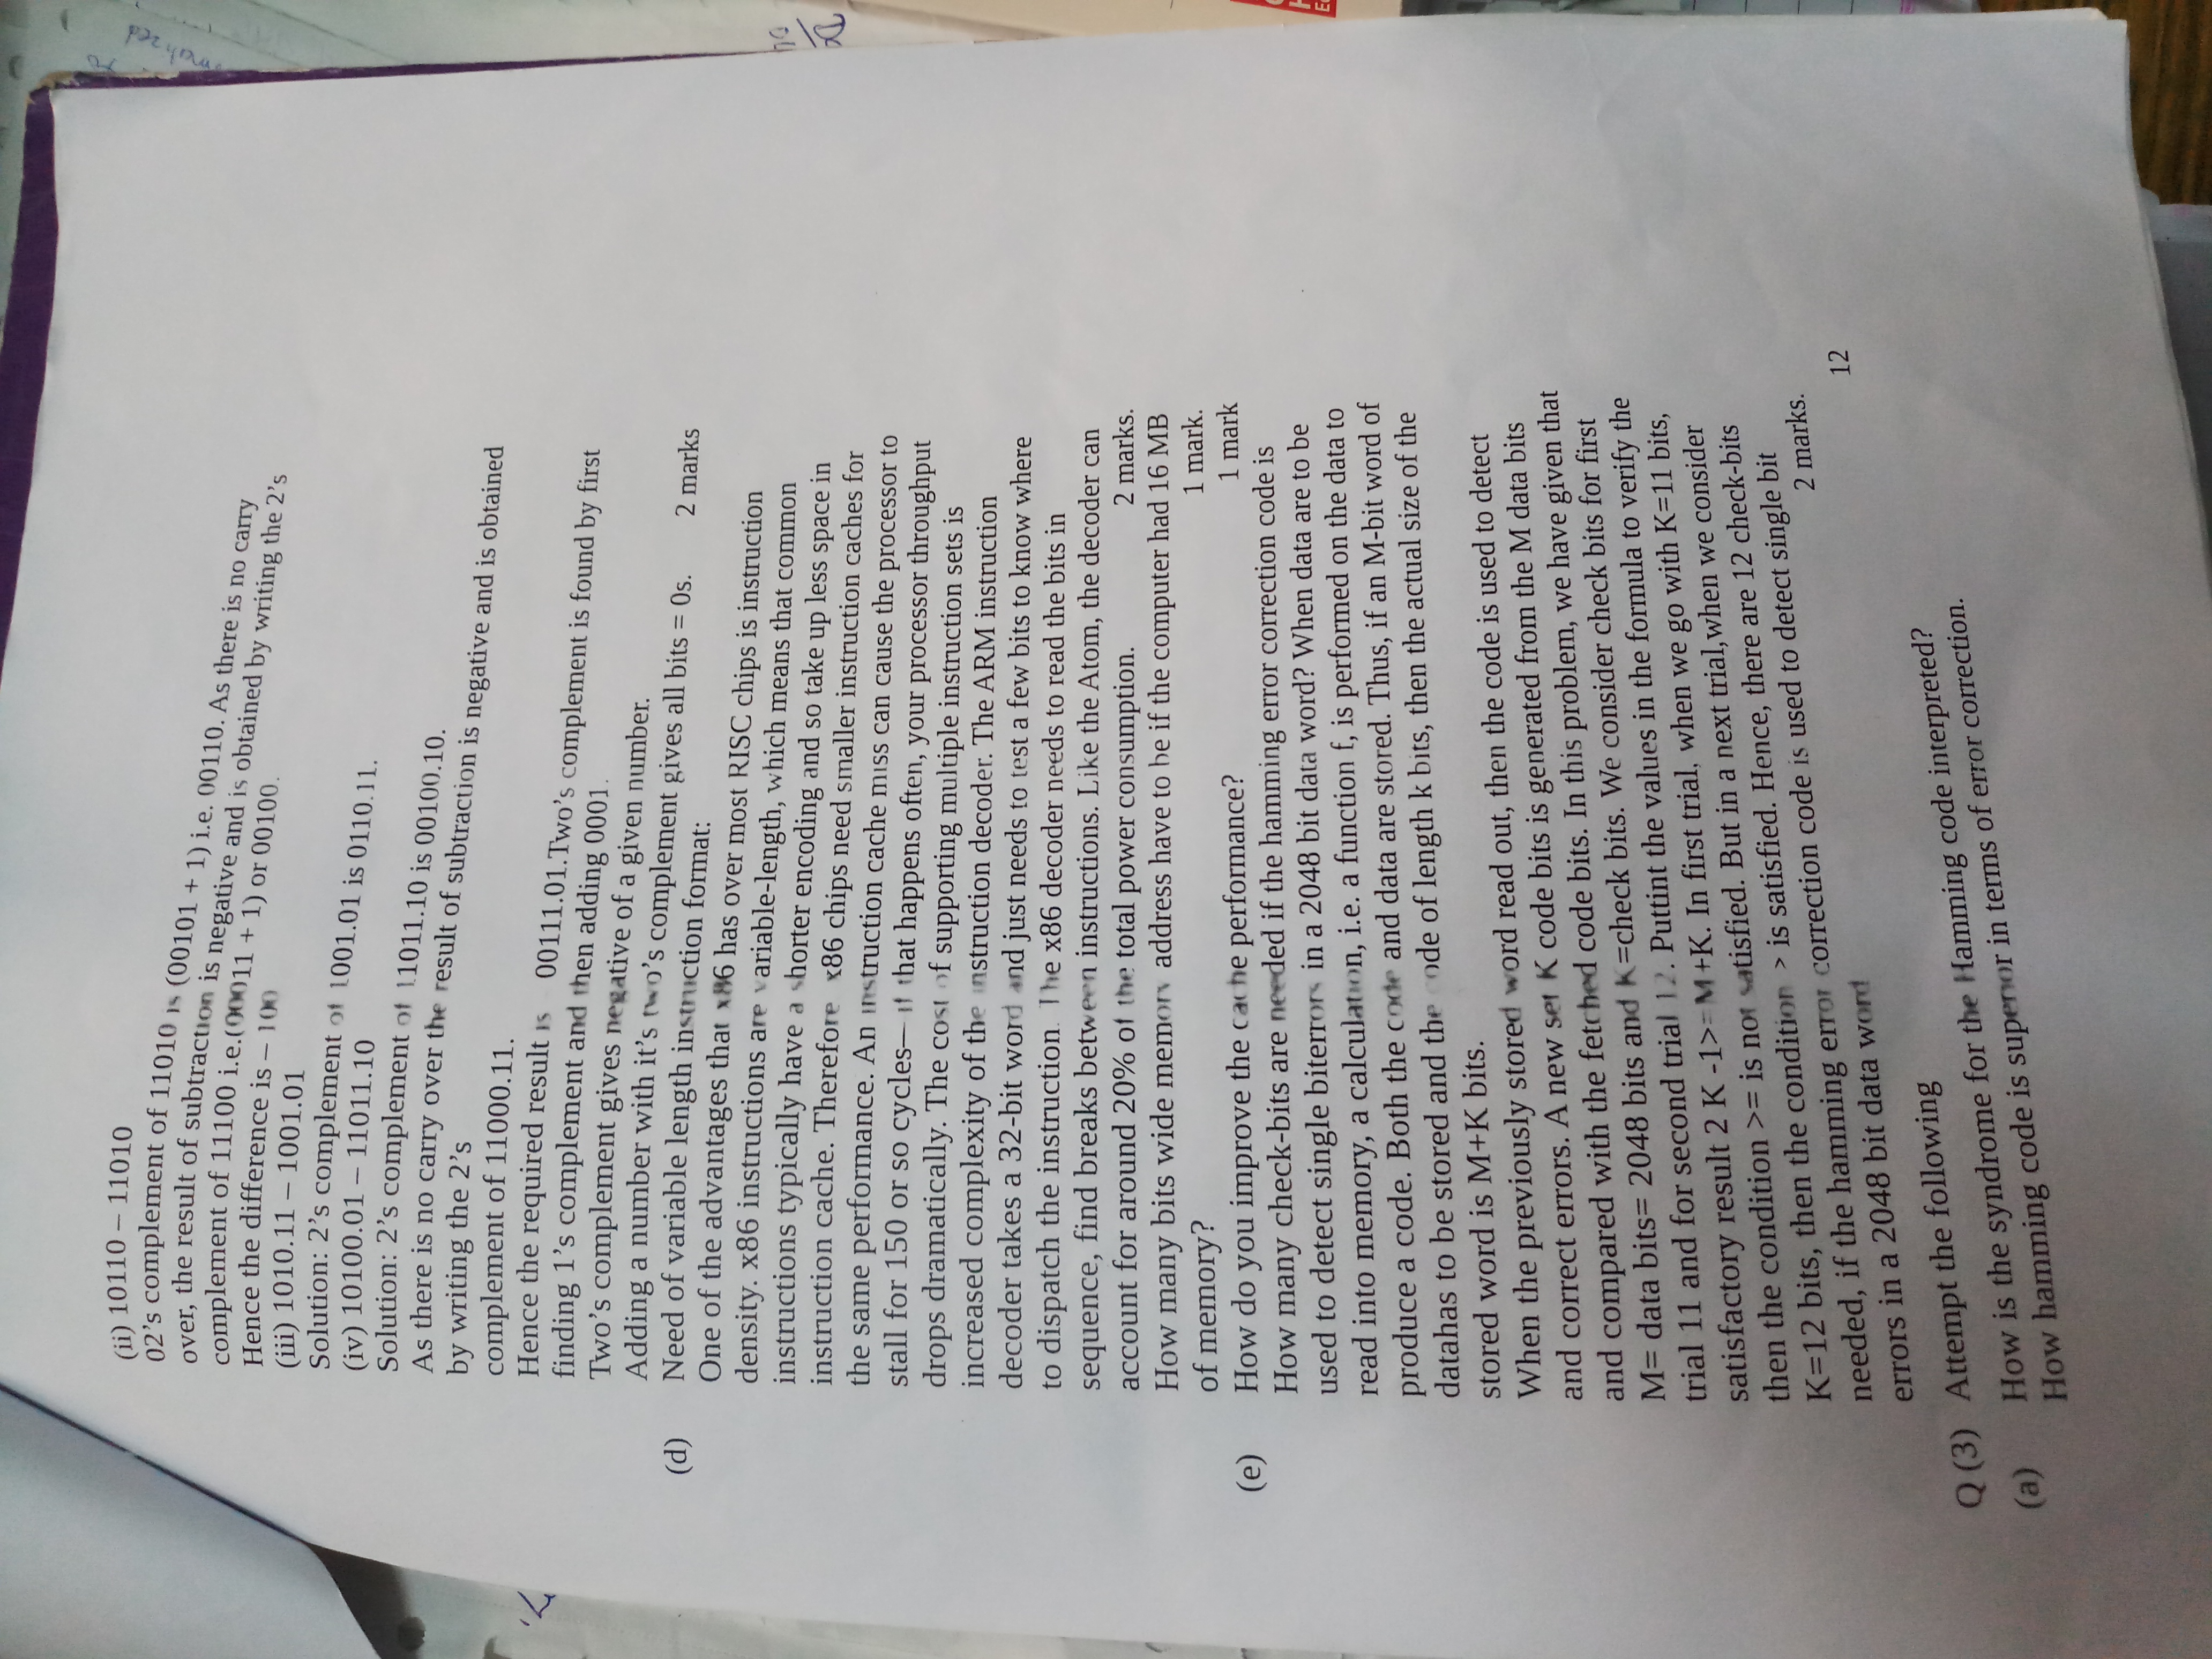 (ii) 10110 – 11010
02's complement of 11010 is (00101 + 1) i.e. 00110. As there is no carry
over, the result of subtraction is negative and is obtained by writing the 2's
complement of 11100 i.e.(00011 + 1) or 00100.
Hence the difference is – 100
(iii) 1010.11 – 1001.01
Solution: 2's complement of 1001.01 is 0110.11.
(iv) 10100.01 – 11011.10
Solution: 2's complement of 11011.10 is 00100.10.
As there is no carry over the result of subtraction is negative and is obtained
by writing the 2's
complement of 11000.11.
Hence the required result is 00111.01.Two's complement is found by first
finding 1's complement and then adding 0001.
Two's complement gives negative of a given number.
Adding a number with it's two's complement gives all bits = 0s. 2 marks
(d) Need of variable length instruction format:
One of the advantages that x86 has over most RISC chips is instruction
density. x86 instructions are variable-length, which means that common
instructions typically have a shorter encoding and so take up less space in
instruction cache. Therefore x86 chips need smaller instruction caches for
the same performance. An instruction cache miss can cause the processor to
stall for 150 or so cycles— if that happens often, your processor throughput
drops dramatically. The cost of supporting multiple instruction sets is
increased complexity of the instruction decoder. The ARM instruction
decoder takes a 32-bit word and just needs to test a few bits to know where
to dispatch the instruction. The x86 decoder needs to read the bits in
sequence, find breaks between instructions. Like the Atom, the decoder can
account for around 20% of the total power consumption. 2 marks.
How many bits wide memory address have to be if the computer had 16 MB
of memory? 1 mark.
(e) How do you improve the cache performance? 1 mark
How many check-bits are needed if the hamming error correction code is
used to detect single biterrors in a 2048 bit data word? When data are to be
read into memory, a calculation, i.e. a function f, is performed on the data to
produce a code. Both the code and data are stored. Thus, if an M-bit word of
datahas to be stored and the code of length k bits, then the actual size of the
stored word is M+K bits.
When the previously stored word read out, then the code is used to detect
and correct errors. A new set K code bits is generated from the M data bits
and compared with the fetched code bits. In this problem, we have given that
M= data bits= 2048 bits and K=check bits. We consider check bits for first
trial 11 and for second trial 12. Puttint the values in the formula to verify the
satisfactory result 2 K -1>= M+K. In first trial, when we go with K=11 bits,
then the condition >= is not satisfied. But in a next trial,when we consider
K=12 bits, then the condition > is satisfied. Hence, there are 12 check-bits
needed, if the hamming error correction code is used to detect single bit
errors in a 2048 bit data word 2 marks.
12
Q (3) Attempt the following
(a) How is the syndrome for the Hamming code interpreted?
How hamming code is superior in terms of error correction.